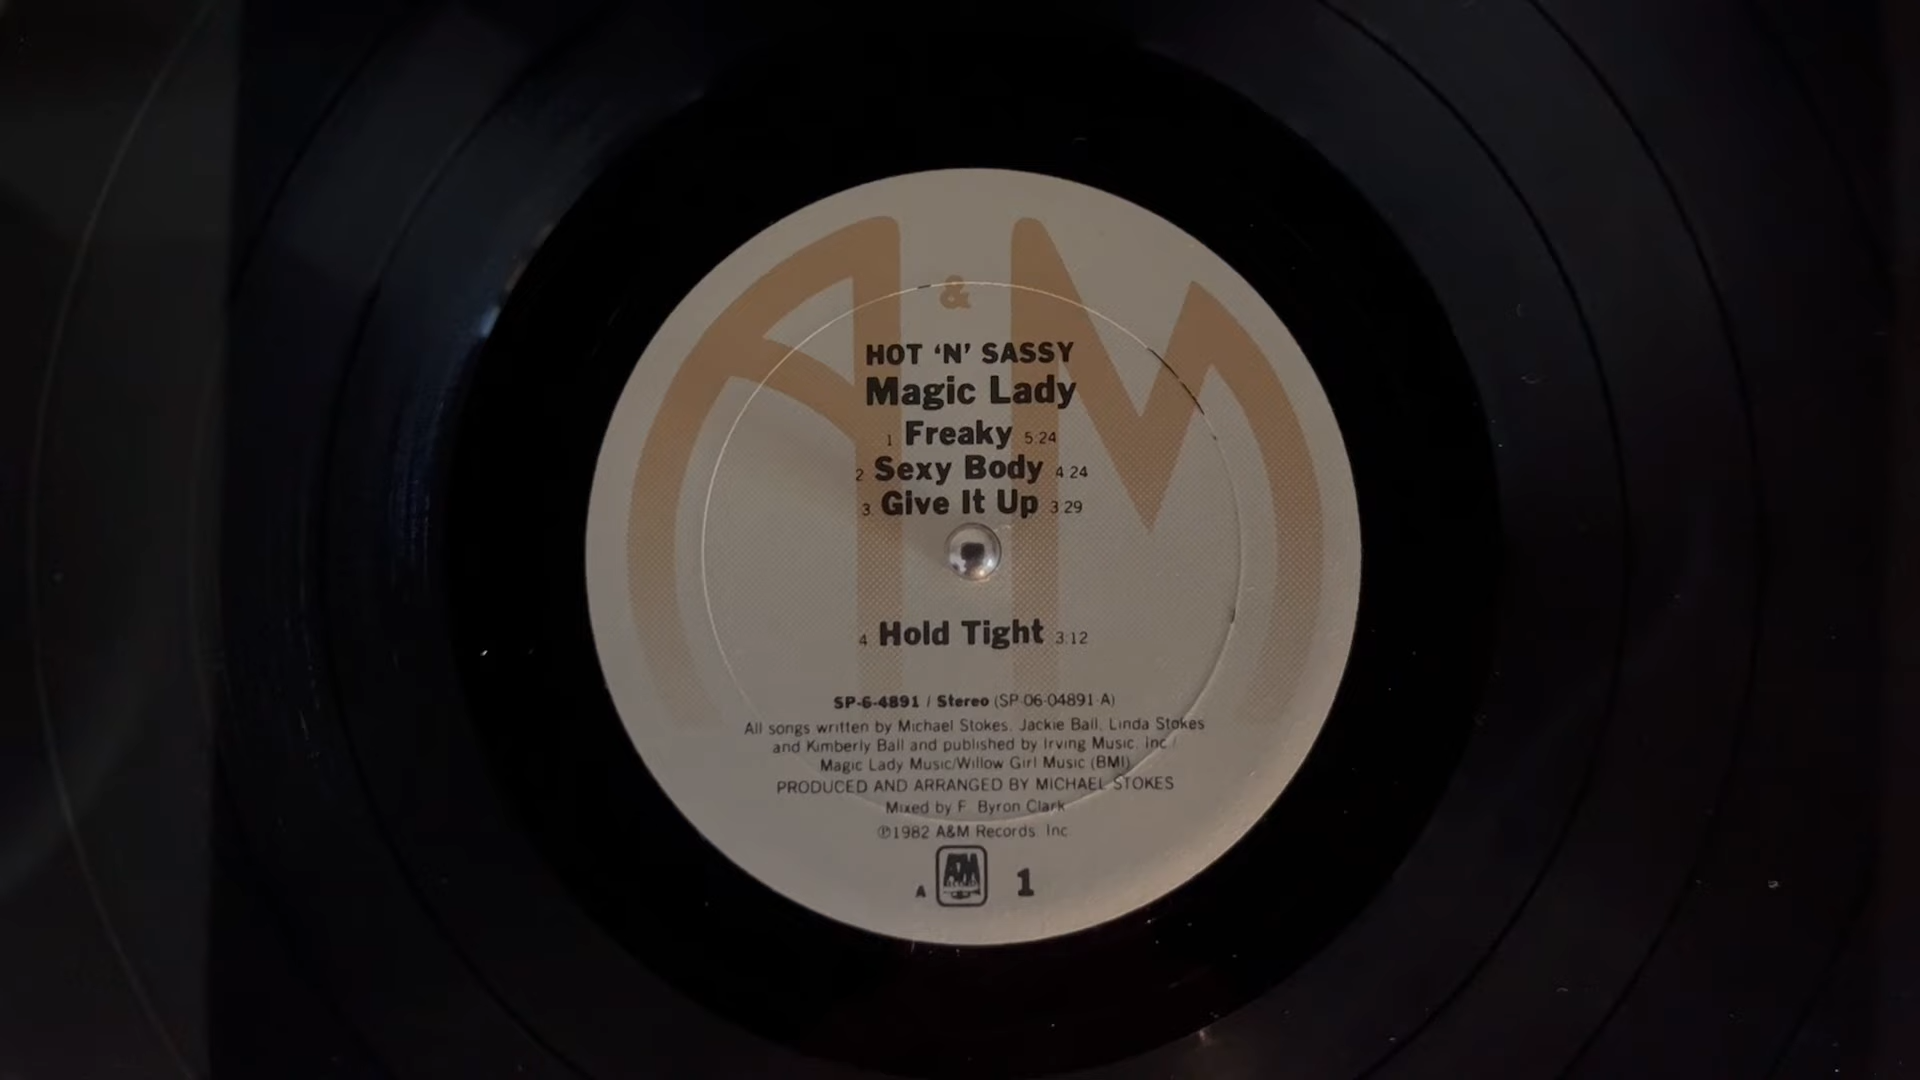 A & M
HOT ‘N’ SASSY
Magic Lady
1 Freaky 5:24
2 Sexy Body 4:24
3 Give It Up 3:29
4 Hold Tight 3:12
SP-6-4891 / Stereo (SP-06-04891-A)
All songs written by Michael Stokes, Jackie Ball, Linda Stokes
and Kimberly Ball and published by Irving Music, Inc./
Magic Lady Music/Willow Girl Music (BMI)
PRODUCED AND ARRANGED BY MICHAEL STOKES
Mixed by F. Byron Clark
℗1982 A&M Records, Inc.
A A&M 1